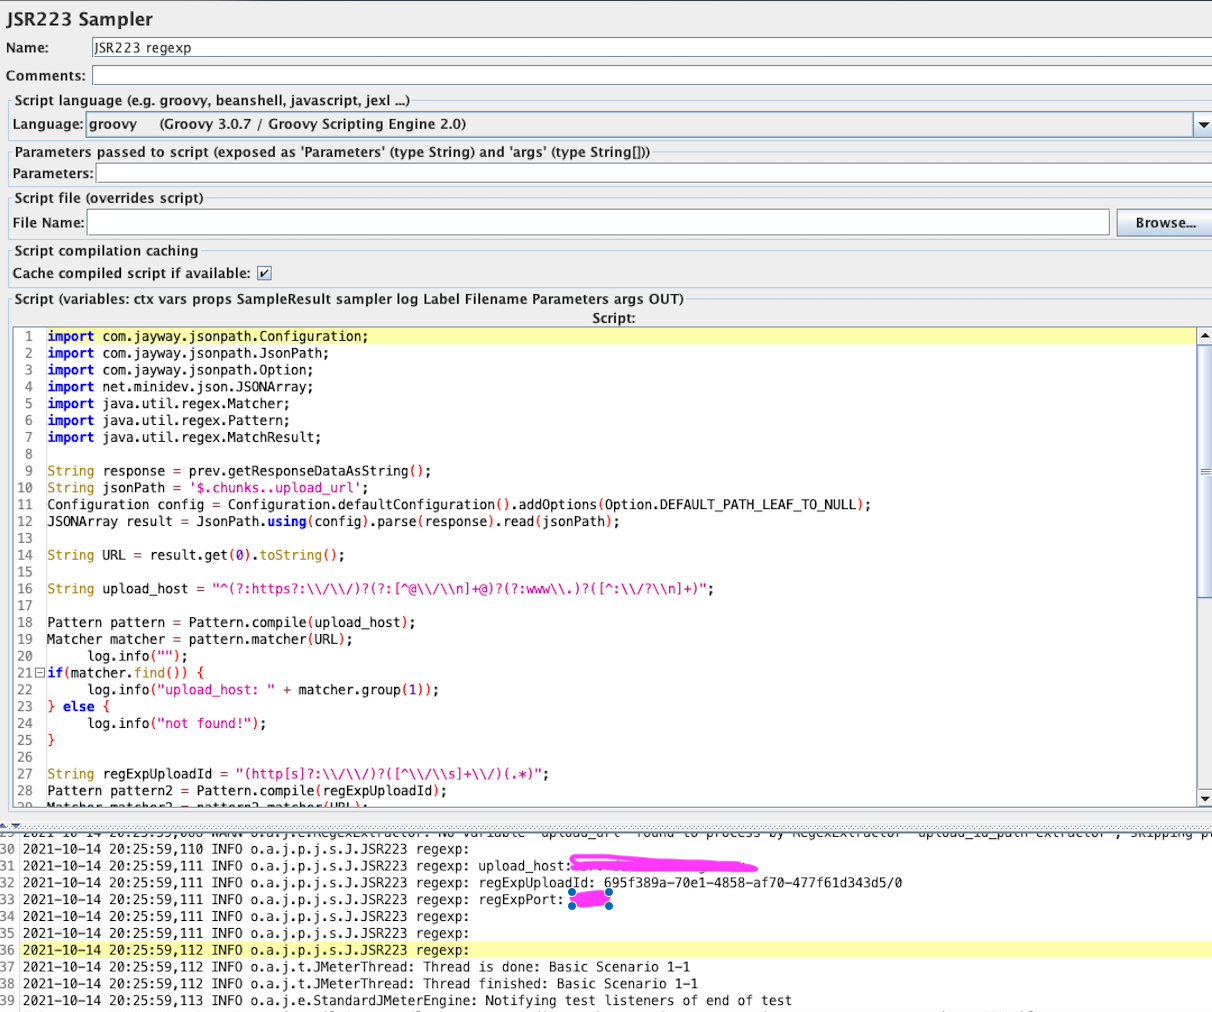 JSR223 Sampler
Name: JSR223 regexp
Comments:
Script language (e.g. groovy, beanshell, javascript, jexl ...)
Language: groovy (Groovy 3.0.7 / Groovy Scripting Engine 2.0)
Parameters passed to script (exposed as 'Parameters' (type String) and 'args' (type String[]))
Parameters:
Script file (overrides script)
File Name: Browse...
Script compilation caching
Cache compiled script if available:
Script (variables: ctx vars props SampleResult sampler log Label Filename Parameters args OUT)
Script:
1 import com.jayway.jsonpath.Configuration;
2 import com.jayway.jsonpath.JsonPath;
3 import com.jayway.jsonpath.Option;
4 import net.minidev.json.JSONArray;
5 import java.util.regex.Matcher;
6 import java.util.regex.Pattern;
7 import java.util.regex.MatchResult;
8
9 String response = prev.getResponseDataAsString();
10 String jsonPath = '$.chunks..upload_url';
11 Configuration config = Configuration.defaultConfiguration().addOptions(Option.DEFAULT_PATH_LEAF_TO_NULL);
12 JSONArray result = JsonPath.using(config).parse(response).read(jsonPath);
13
14 String URL = result.get(0).toString();
15
16 String upload_host = "^(?:https?:\\/\\/)?(?:[^@\\/\\n]+@)?(?:www\\.)?([^:\\/?\\n]+)";
17
18 Pattern pattern = Pattern.compile(upload_host);
19 Matcher matcher = pattern.matcher(URL);
20 log.info("");
21 if(matcher.find()) {
22 log.info("upload_host: " + matcher.group(1));
23 } else {
24 log.info("not found!");
25 }
26
27 String regExpUploadId = "(http[s]?:\\/\\/)?([^\\/\\s]+\\/)(.*)";
28 Pattern pattern2 = Pattern.compile(regExpUploadId);
29 Matcher matcher2 = pattern2.matcher(URL);
30 2021-10-14 20:25:59,110 INFO o.a.j.p.j.s.J.JSR223 regexp:
31 2021-10-14 20:25:59,111 INFO o.a.j.p.j.s.J.JSR223 regexp: upload_host:
32 2021-10-14 20:25:59,111 INFO o.a.j.p.j.s.J.JSR223 regexp: regExpUploadId: 695f389a-70e1-4858-af70-477f61d343d5/0
33 2021-10-14 20:25:59,111 INFO o.a.j.p.j.s.J.JSR223 regexp: regExpPort:
34 2021-10-14 20:25:59,111 INFO o.a.j.p.j.s.J.JSR223 regexp:
35 2021-10-14 20:25:59,111 INFO o.a.j.p.j.s.J.JSR223 regexp:
36 2021-10-14 20:25:59,112 INFO o.a.j.p.j.s.J.JSR223 regexp:
37 2021-10-14 20:25:59,112 INFO o.a.j.t.JMeterThread: Thread is done: Basic Scenario 1-1
38 2021-10-14 20:25:59,112 INFO o.a.j.t.JMeterThread: Thread finished: Basic Scenario 1-1
39 2021-10-14 20:25:59,113 INFO o.a.j.e.StandardJMeterEngine: Notifying test listeners of end of test